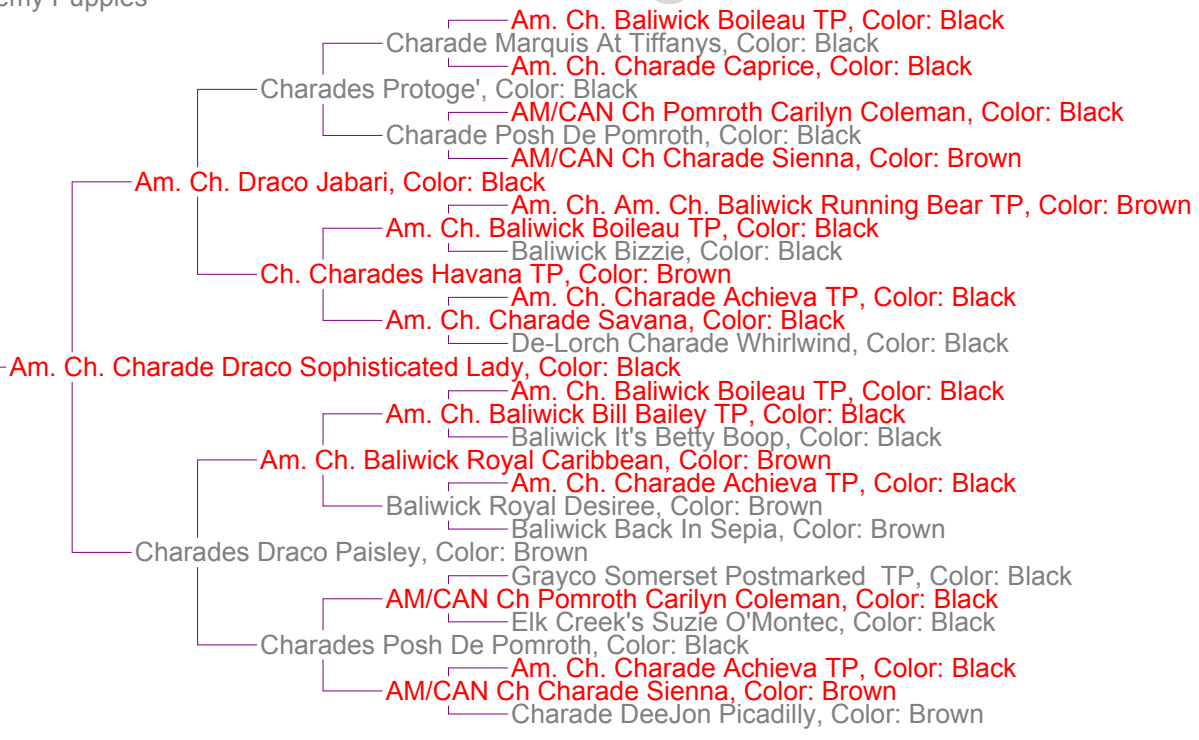 Puppies
Am. Ch. Baliwick Boileau TP, Color: Black
Charade Marquis At Tiffanys, Color: Black
Am. Ch. Charade Caprice, Color: Black
Charades Protoge', Color: Black
AM/CAN Ch Pomroth Carilyn Coleman, Color: Black
Charade Posh De Pomroth, Color: Black
AM/CAN Ch Charade Sienna, Color: Brown
Am. Ch. Draco Jabari, Color: Black
Am. Ch. Am. Ch. Baliwick Running Bear TP, Color: Brown
Am. Ch. Baliwick Boileau TP, Color: Black
Baliwick Bizzie, Color: Black
Ch. Charades Havana TP, Color: Brown
Am. Ch. Charade Achieva TP, Color: Black
Am. Ch. Charade Savana, Color: Black
De-Lorch Charade Whirlwind, Color: Black
Am. Ch. Charade Draco Sophisticated Lady, Color: Black
Am. Ch. Baliwick Boileau TP, Color: Black
Am. Ch. Baliwick Bill Bailey TP, Color: Black
Baliwick It's Betty Boop, Color: Black
Am. Ch. Baliwick Royal Caribbean, Color: Brown
Am. Ch. Charade Achieva TP, Color: Black
Baliwick Royal Desiree, Color: Brown
Baliwick Back In Sepia, Color: Brown
Charades Draco Paisley, Color: Brown
Grayco Somerset Postmarked  TP, Color: Black
AM/CAN Ch Pomroth Carilyn Coleman, Color: Black
Elk Creek's Suzie O'Montec, Color: Black
Charades Posh De Pomroth, Color: Black
Am. Ch. Charade Achieva TP, Color: Black
AM/CAN Ch Charade Sienna, Color: Brown
Charade DeeJon Picadilly, Color: Brown